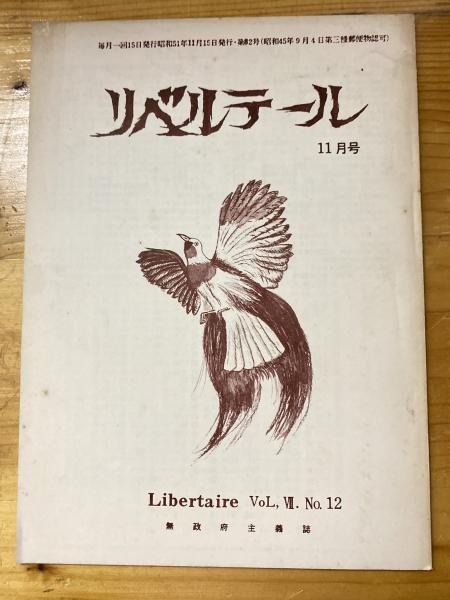 毎月一回15日発行昭和51年11月15日発行・第82号(昭和45年9月4日第三種郵便物認可)
リベルテール
11月号
Libertaire VoL, Ⅶ. No. 12
無政府主義誌